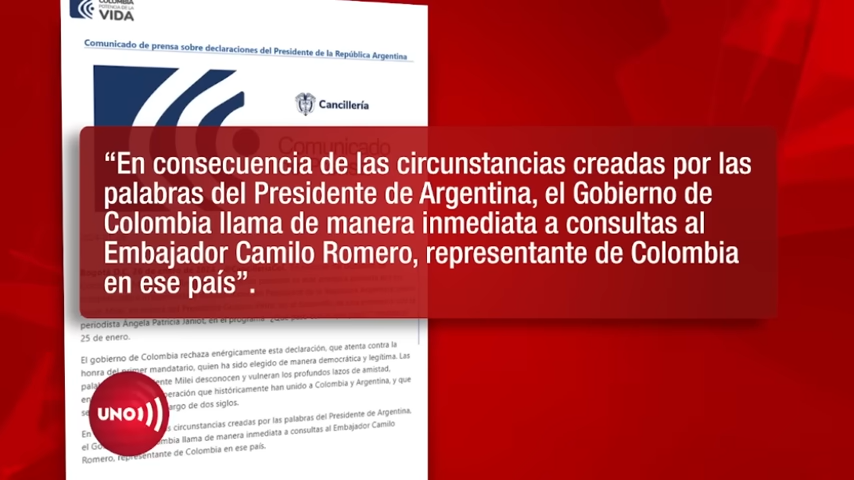 COLOMBIA
POTENCIA DE LA
VIDA
Comunicado de prensa sobre declaraciones del Presidente de la República Argentina
Cancillería
Comunicado
“En consecuencia de las circunstancias creadas por las
palabras del Presidente de Argentina, el Gobierno de
Colombia llama de manera inmediata a consultas al
Embajador Camilo Romero, representante de Colombia
en ese país”.
periodista Ángela Patricia Janiot, en el programa
25 de enero.
El gobierno de Colombia rechaza enérgicamente esta declaración, que atenta contra la
honra del primer mandatario, quien ha sido elegido de manera democrática y legítima. Las
Milei desconocen y vulneran los profundos lazos de amistad,
que históricamente han unido a Colombia y Argentina, y que
largo de dos siglos.
En circunstancias creadas por las palabras del Presidente de Argentina,
el llama de manera inmediata a consultas al Embajador Camilo
Romero, representante de Colombia en ese país.
UNO